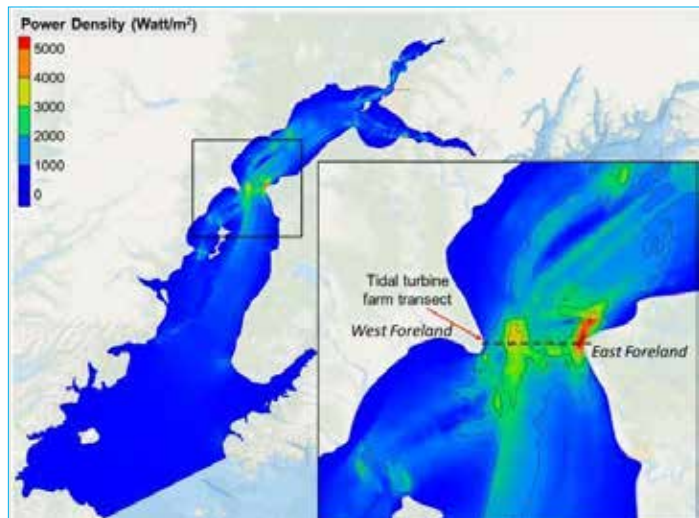 Power Density (Watt/m²)
5000
4000
3000
2000
1000
0
Tidal turbine
farm transect
West Foreland
East Foreland